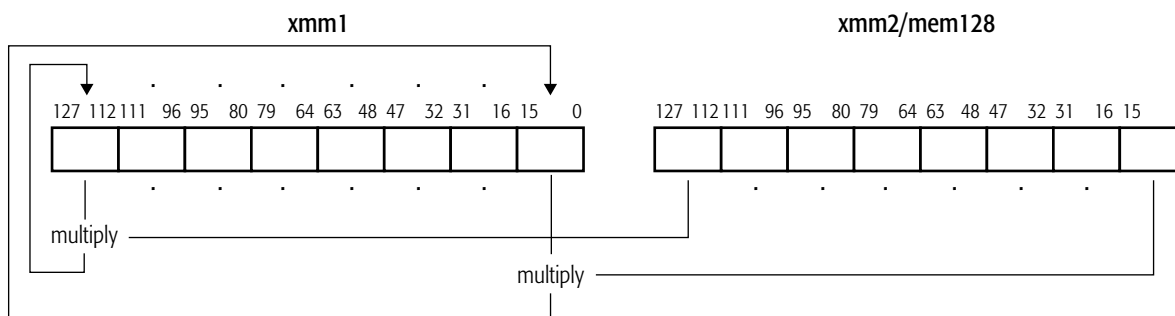 xmm1 xmm2/mem128
. . . . . .
127 112 111 96 95 80 79 64 63 48 47 32 31 16 15 0 127 112 111 96 95 80 79 64 63 48 47 32 31 16 15
. . . . . . . . . . . .
multiply
multiply